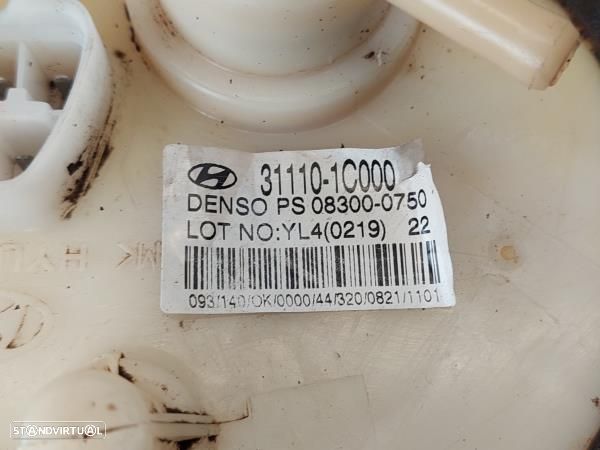 31110-1C000
DENSO PS 08300-0750
LOT NO:YL4(0219) 22
093/140/OK/0000/44/320/0821/1101
STANDVIRTUAL